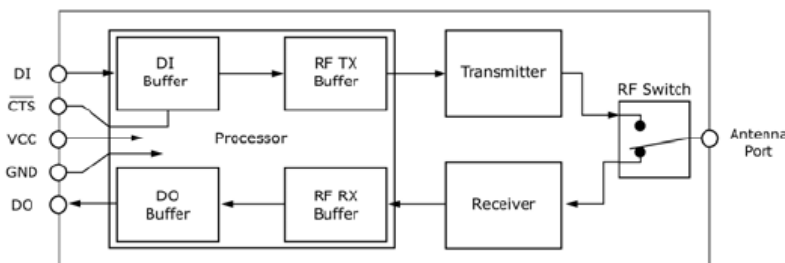 DI
C̅T̅S̅
VCC
GND
DO
DI
Buffer
RF TX
Buffer
Processor
DO
Buffer
RF RX
Buffer
Transmitter
Receiver
RF Switch
Antenna
Port